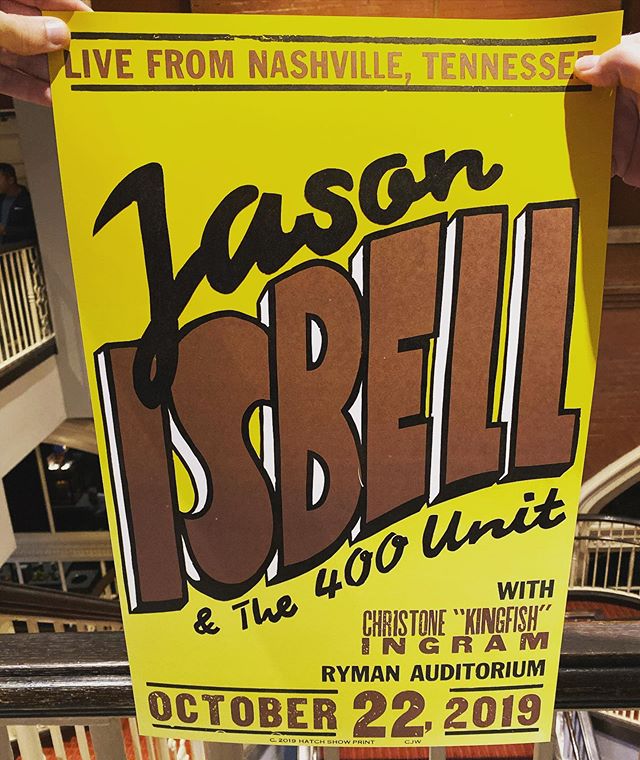 LIVE FROM NASHVILLE, TENNESSEE
Jason
ISBELL
& The 400 Unit
WITH
CHRISTONE "KINGFISH"
INGRAM
RYMAN AUDITORIUM
OCTOBER 22, 2019
C. 2019 HATCH SHOW PRINT CJW